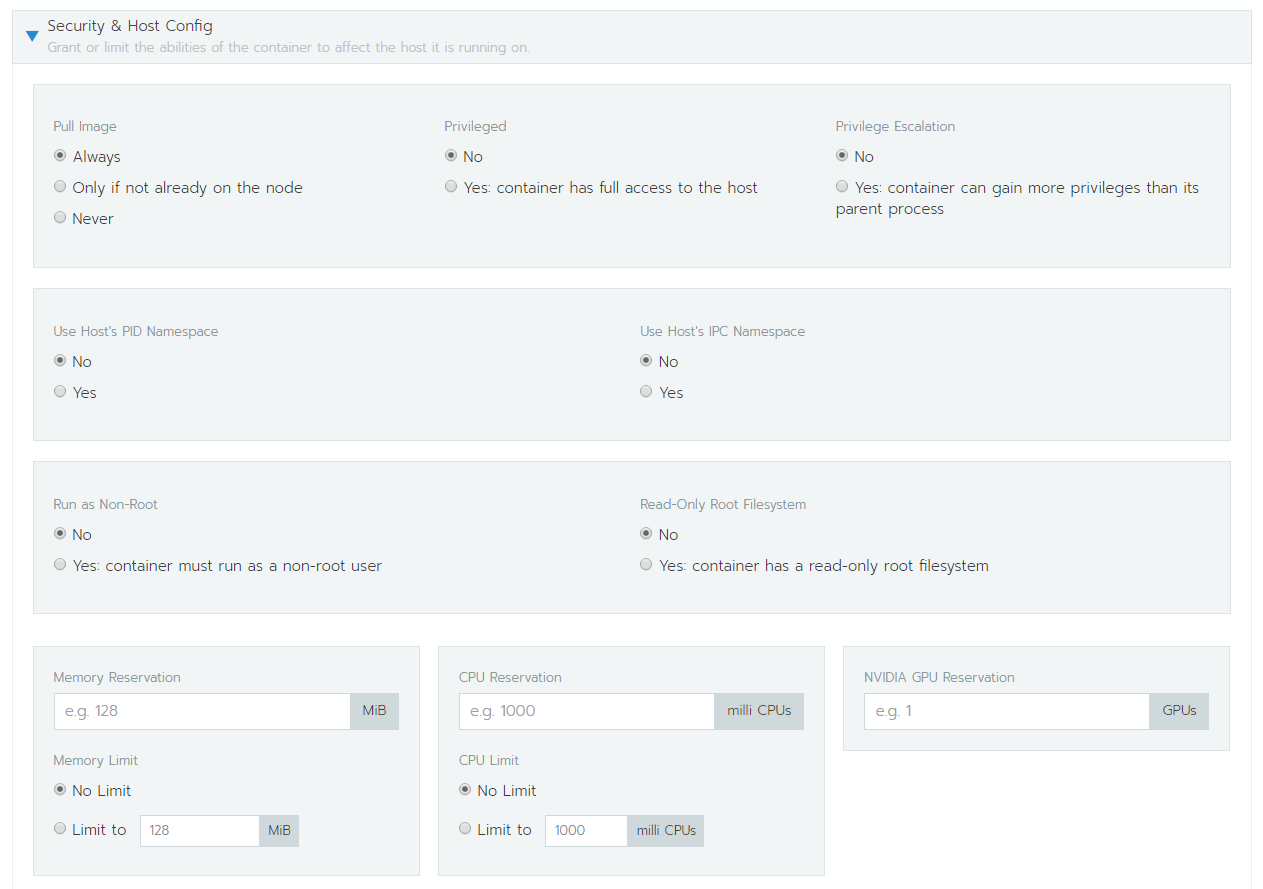 Security & Host Config
Grant or limit the abilities of the container to affect the host it is running on.
Pull Image
Always
Only if not already on the node
Never
Privileged
No
Yes: container has full access to the host
Privilege Escalation
No
Yes: container can gain more privileges than its
parent process
Use Host's PID Namespace
No
Yes
Use Host's IPC Namespace
No
Yes
Run as Non-Root
No
Yes: container must run as a non-root user
Read-Only Root Filesystem
No
Yes: container has a read-only root filesystem
Memory Reservation
e.g. 128 MiB
Memory Limit
No Limit
Limit to 128 MiB
CPU Reservation
e.g. 1000 milli CPUs
CPU Limit
No Limit
Limit to 1000 milli CPUs
NVIDIA GPU Reservation
e.g. 1 GPUs